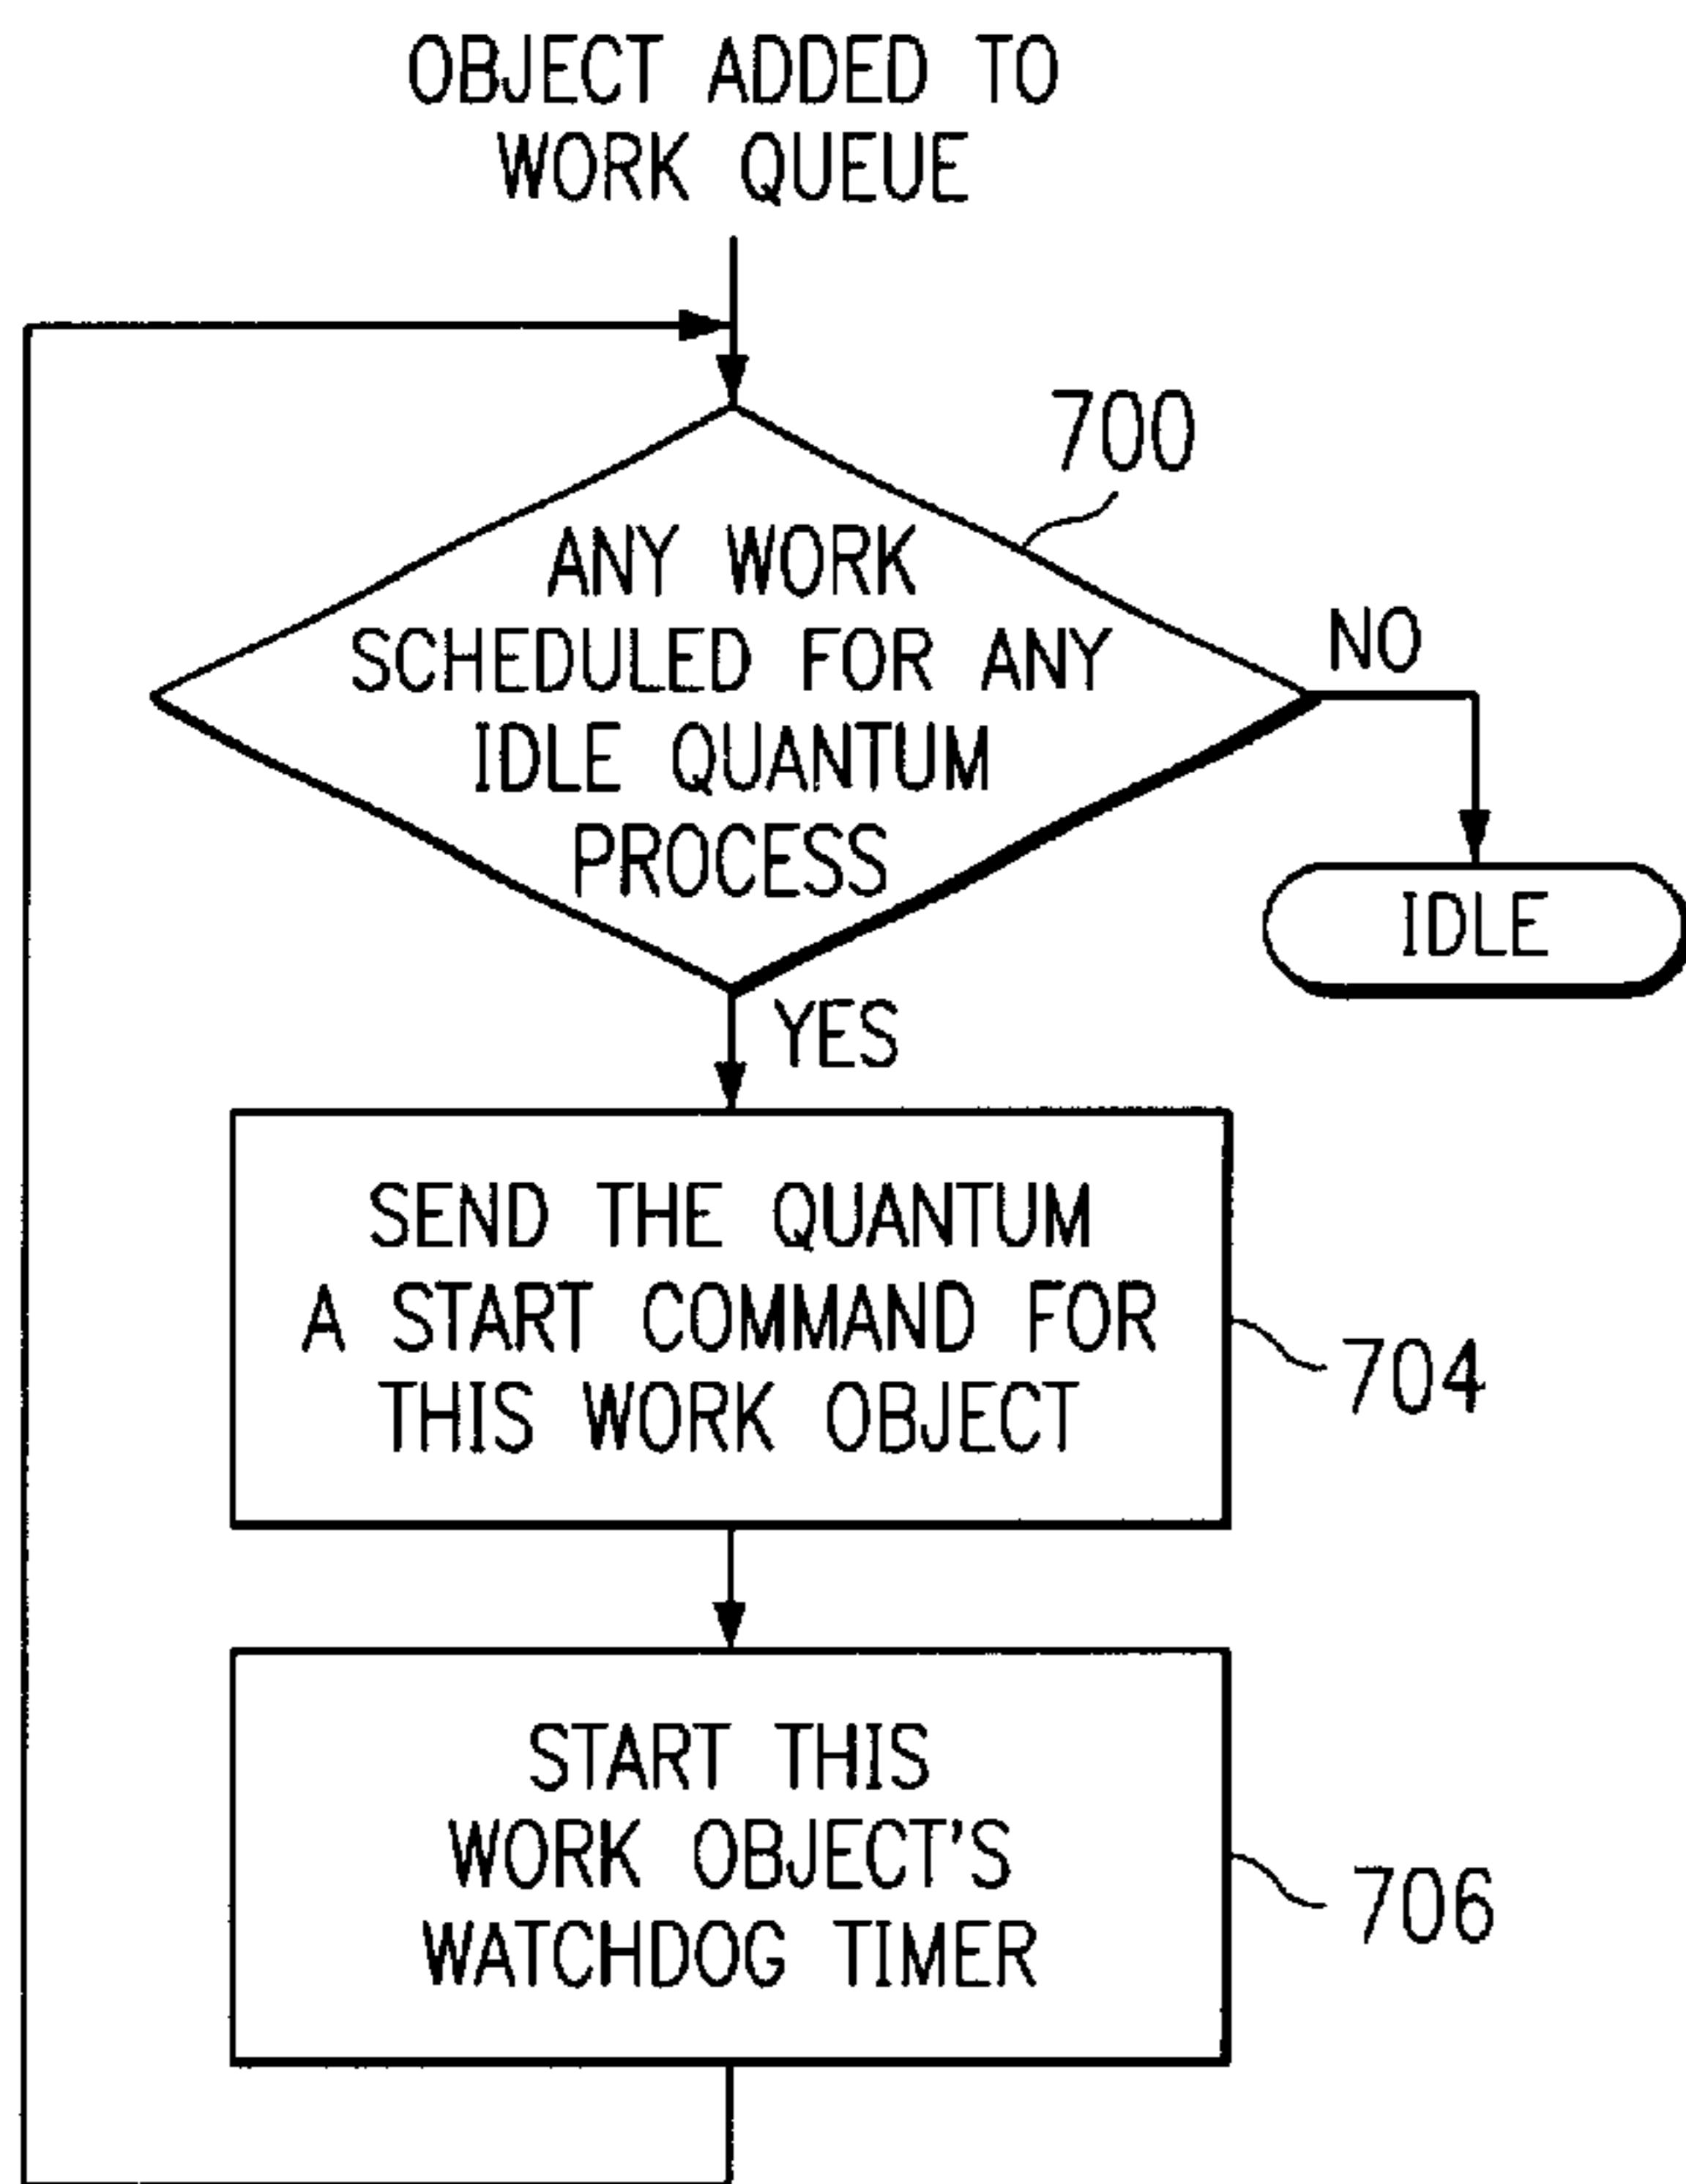 OBJECT ADDED TO
WORK QUEUE
700
ANY WORK
SCHEDULED FOR ANY
IDLE QUANTUM
PROCESS
NO
IDLE
YES
SEND THE QUANTUM
A START COMMAND FOR
THIS WORK OBJECT
704
START THIS
WORK OBJECT'S
WATCHDOG TIMER
706